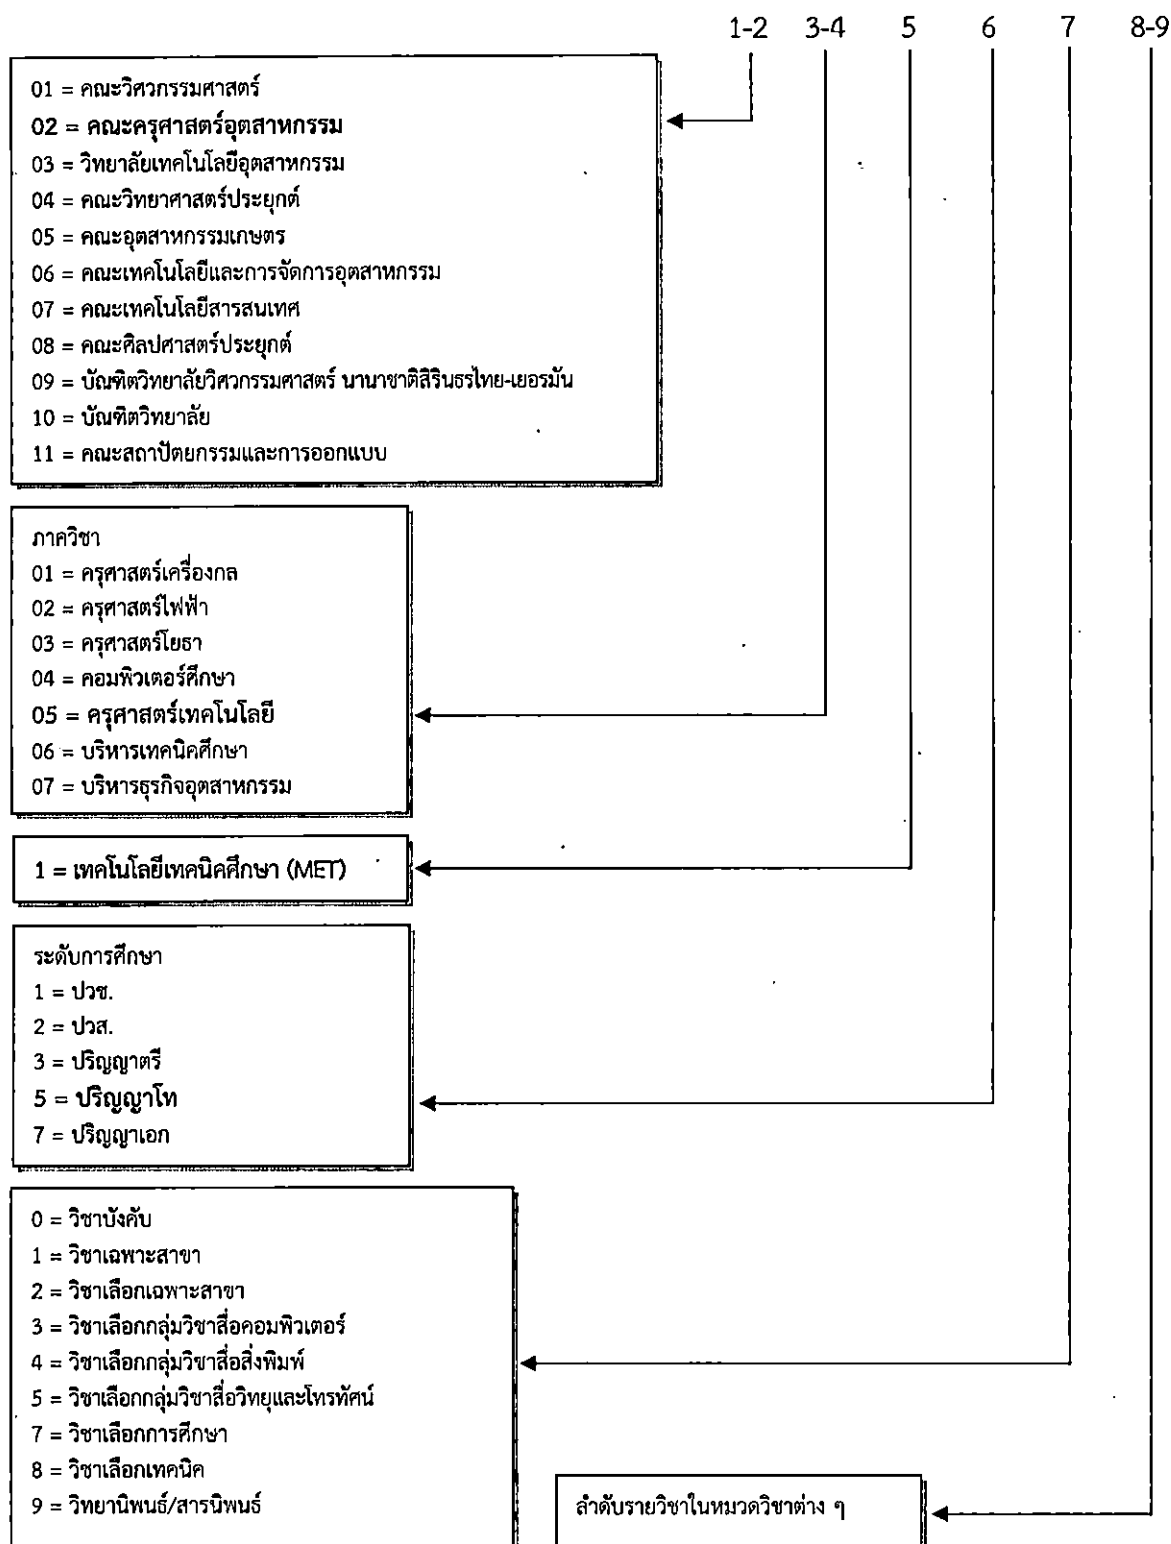 1-2 3-4 5 6 7 8-9
01 = คณะวิศวกรรมศาสตร์
02 = คณะครุศาสตร์อุตสาหกรรม
03 = วิทยาลัยเทคโนโลยีอุตสาหกรรม
04 = คณะวิทยาศาสตร์ประยุกต์
05 = คณะอุตสาหกรรมเกษตร
06 = คณะเทคโนโลยีและการจัดการอุตสาหกรรม
07 = คณะเทคโนโลยีสารสนเทศ
08 = คณะศิลปศาสตร์ประยุกต์
09 = บัณฑิตวิทยาลัยวิศวกรรมศาสตร์ นานาชาติสิรินธรไทย-เยอรมัน
10 = บัณฑิตวิทยาลัย
11 = คณะสถาปัตยกรรมและการออกแบบ
ภาควิชา
01 = ครุศาสตร์เครื่องกล
02 = ครุศาสตร์ไฟฟ้า
03 = ครุศาสตร์โยธา
04 = คอมพิวเตอร์ศึกษา
05 = ครุศาสตร์เทคโนโลยี
06 = บริหารเทคนิคศึกษา
07 = บริหารธุรกิจอุตสาหกรรม
1 = เทคโนโลยีเทคนิคศึกษา (MET)
ระดับการศึกษา
1 = ปวช.
2 = ปวส.
3 = ปริญญาตรี
5 = ปริญญาโท
7 = ปริญญาเอก
0 = วิชาบังคับ
1 = วิชาเฉพาะสาขา
2 = วิชาเลือกเฉพาะสาขา
3 = วิชาเลือกกลุ่มวิชาสื่อคอมพิวเตอร์
4 = วิชาเลือกกลุ่มวิชาสื่อสิ่งพิมพ์
5 = วิชาเลือกกลุ่มวิชาสื่อวิทยุและโทรทัศน์
7 = วิชาเลือกการศึกษา
8 = วิชาเลือกเทคนิค
9 = วิทยานิพนธ์/สารนิพนธ์
ลำดับรายวิชาในหมวดวิชาต่าง ๆ